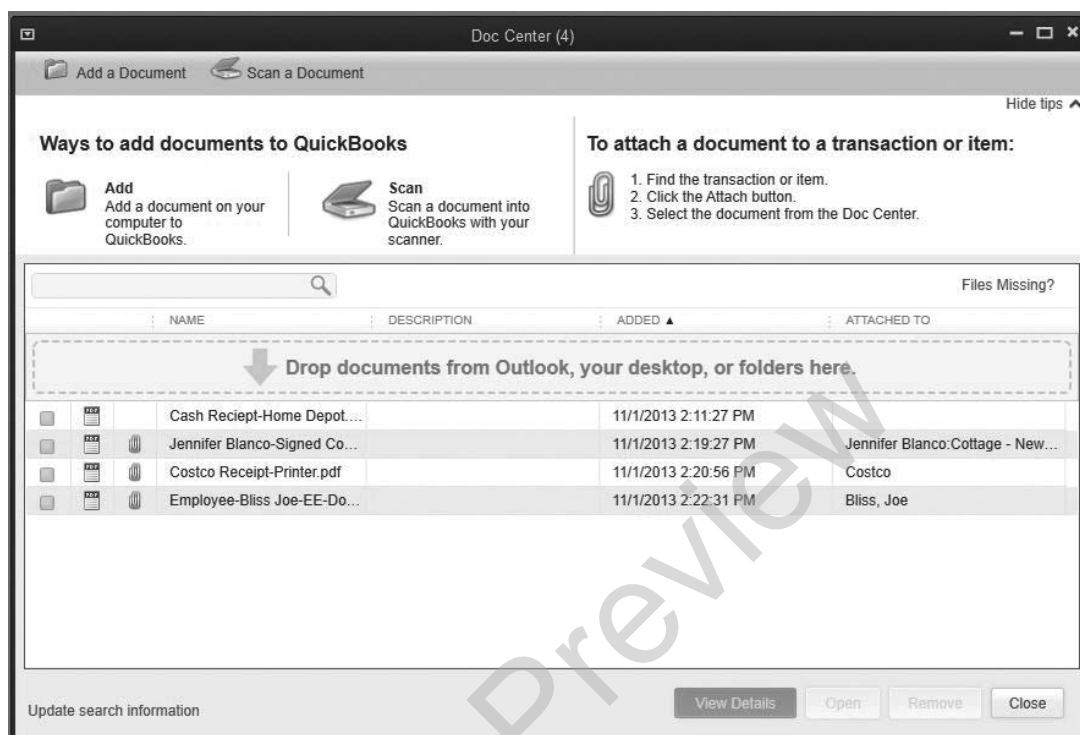 Doc Center (4)
Add a Document Scan a Document
Hide tips
Ways to add documents to QuickBooks
Add
Add a document on your
computer to
QuickBooks.
Scan
Scan a document into
QuickBooks with your
scanner.
To attach a document to a transaction or item:
1. Find the transaction or item.
2. Click the Attach button.
3. Select the document from the Doc Center.
Files Missing?
NAME DESCRIPTION ADDED ▲ ATTACHED TO
Drop documents from Outlook, your desktop, or folders here.
PDF Cash Reciept-Home Depot.... 11/1/2013 2:11:27 PM
PDF Jennifer Blanco-Signed Co... 11/1/2013 2:19:27 PM Jennifer Blanco:Cottage - New...
PDF Costco Receipt-Printer.pdf 11/1/2013 2:20:56 PM Costco
PDF Employee-Bliss Joe-EE-Do... 11/1/2013 2:22:31 PM Bliss, Joe
Preview
Update search information
View Details Open Remove Close